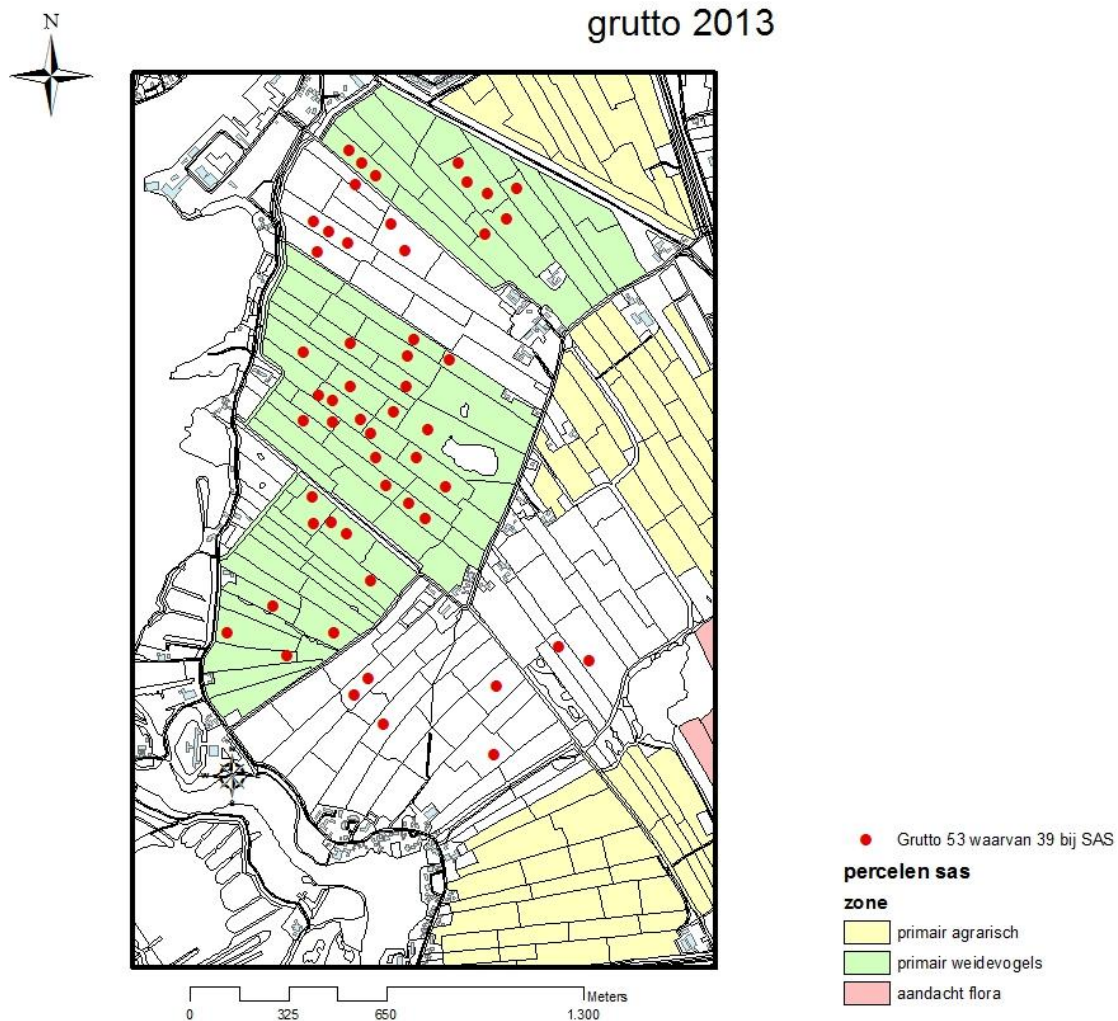 grutto 2013
N
Grutto 53 waarvan 39 bij SAS
percelen sas
zone
primair agrarisch
primair weidevogels
aandacht flora
Meters
0 325 650 1.300